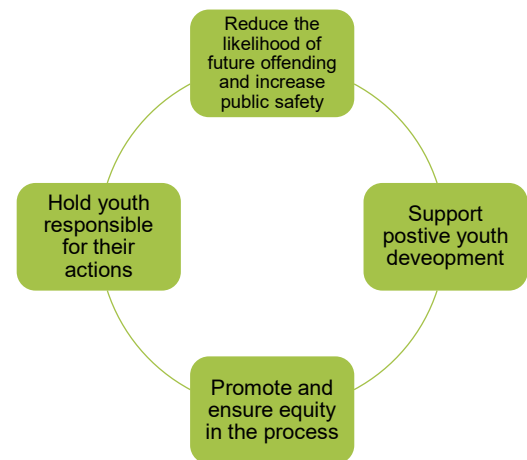 Reduce the
likelihood of
future offending
and increase
public safety
Hold youth
responsible
for their
actions
Support
postive youth
deveopment
Promote and
ensure equity
in the process